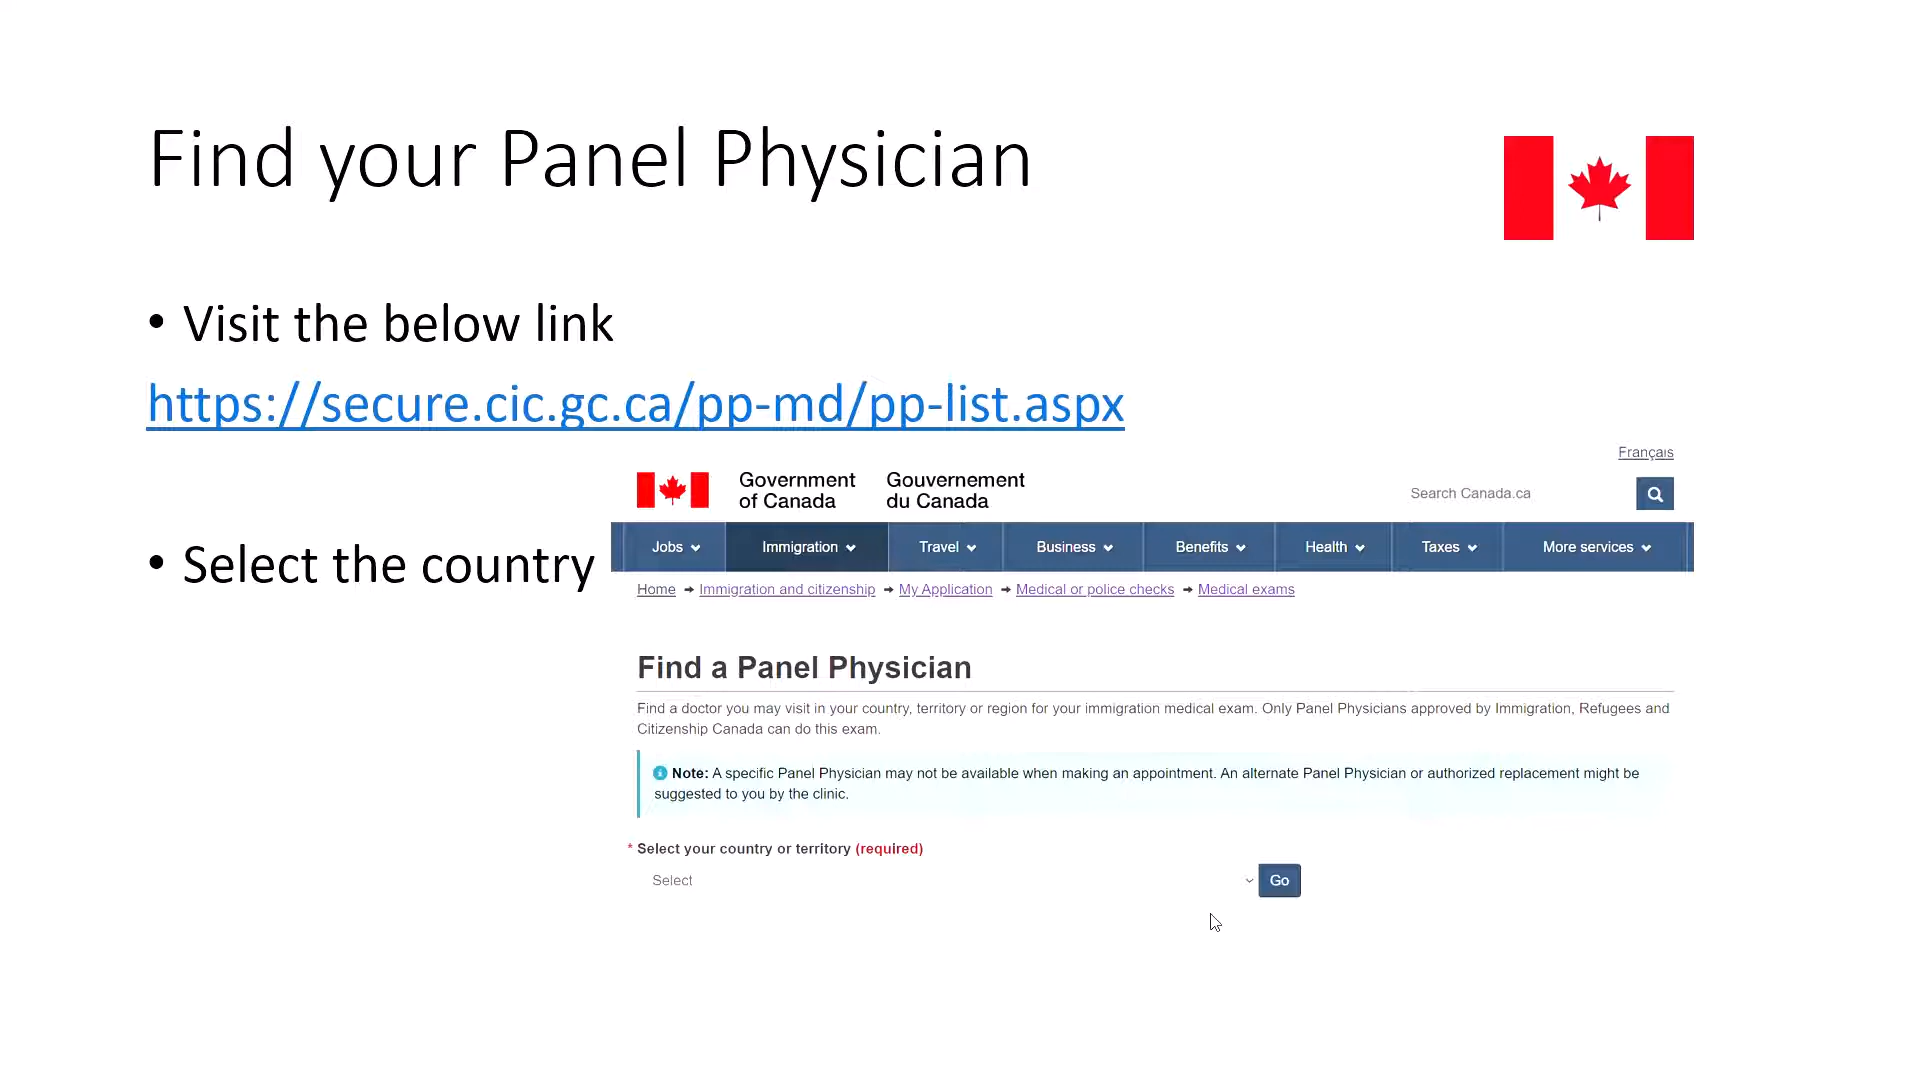 Find your Panel Physician
• Visit the below link
https://secure.cic.gc.ca/pp-md/pp-list.aspx
• Select the country
Français
Government of Canada
Gouvernement du Canada
Search Canada.ca
Jobs Immigration Travel Business Benefits Health Taxes More services
Home → Immigration and citizenship → My Application → Medical or police checks → Medical exams
Find a Panel Physician
Find a doctor you may visit in your country, territory or region for your immigration medical exam. Only Panel Physicians approved by Immigration, Refugees and
Citizenship Canada can do this exam.
Note: A specific Panel Physician may not be available when making an appointment. An alternate Panel Physician or authorized replacement might be
suggested to you by the clinic.
* Select your country or territory (required)
Select Go